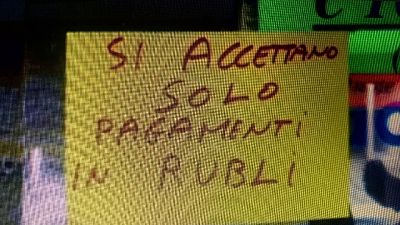 SI ACCETTANO
SOLO
PAGAMENTI
IN RUBLI